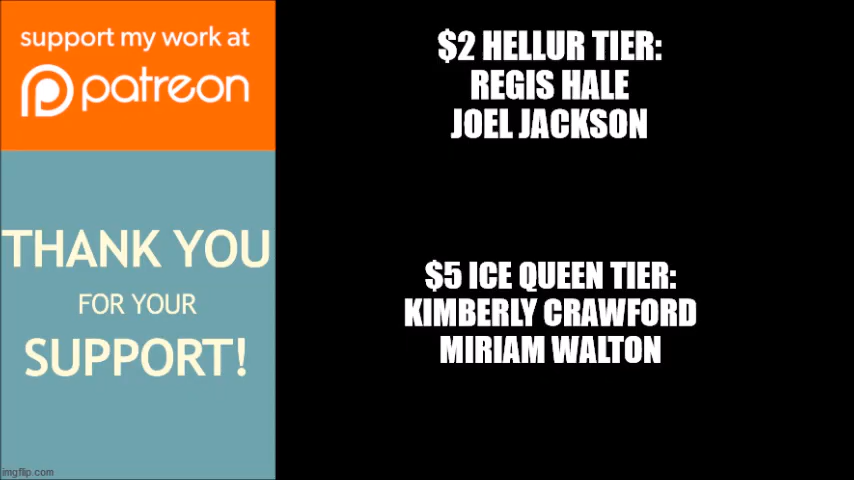 support my work at
patreon
THANK YOU
FOR YOUR
SUPPORT!
imgflip.com
$2 HELLUR TIER:
REGIS HALE
JOEL JACKSON
$5 ICE QUEEN TIER:
KIMBERLY CRAWFORD
MIRIAM WALTON